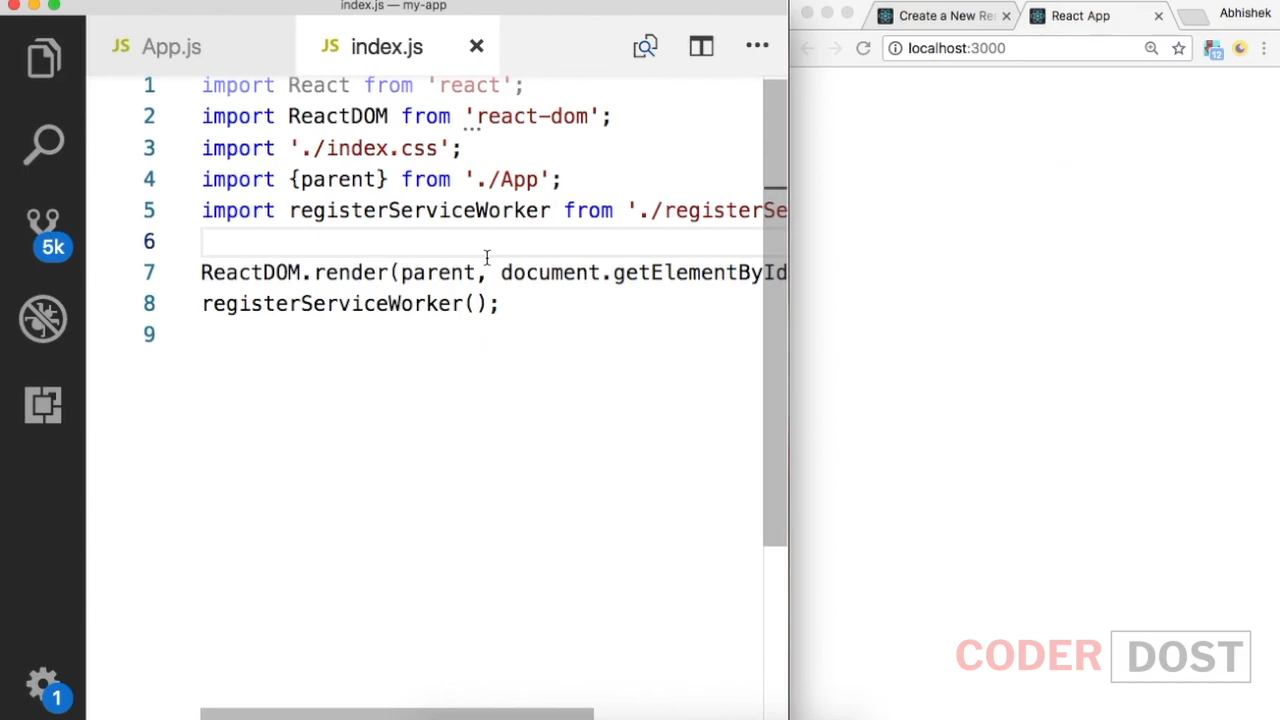 index.js — my-app
JS App.js
JS index.js
1 import React from 'react';
2 import ReactDOM from 'react-dom';
3 import './index.css';
4 import {parent} from './App';
5 import registerServiceWorker from './registerSe
6
7 ReactDOM.render(parent, document.getElementById
8 registerServiceWorker();
9
5k
1
Create a New Re
React App
Abhishek
localhost:3000
12
CODER DOST